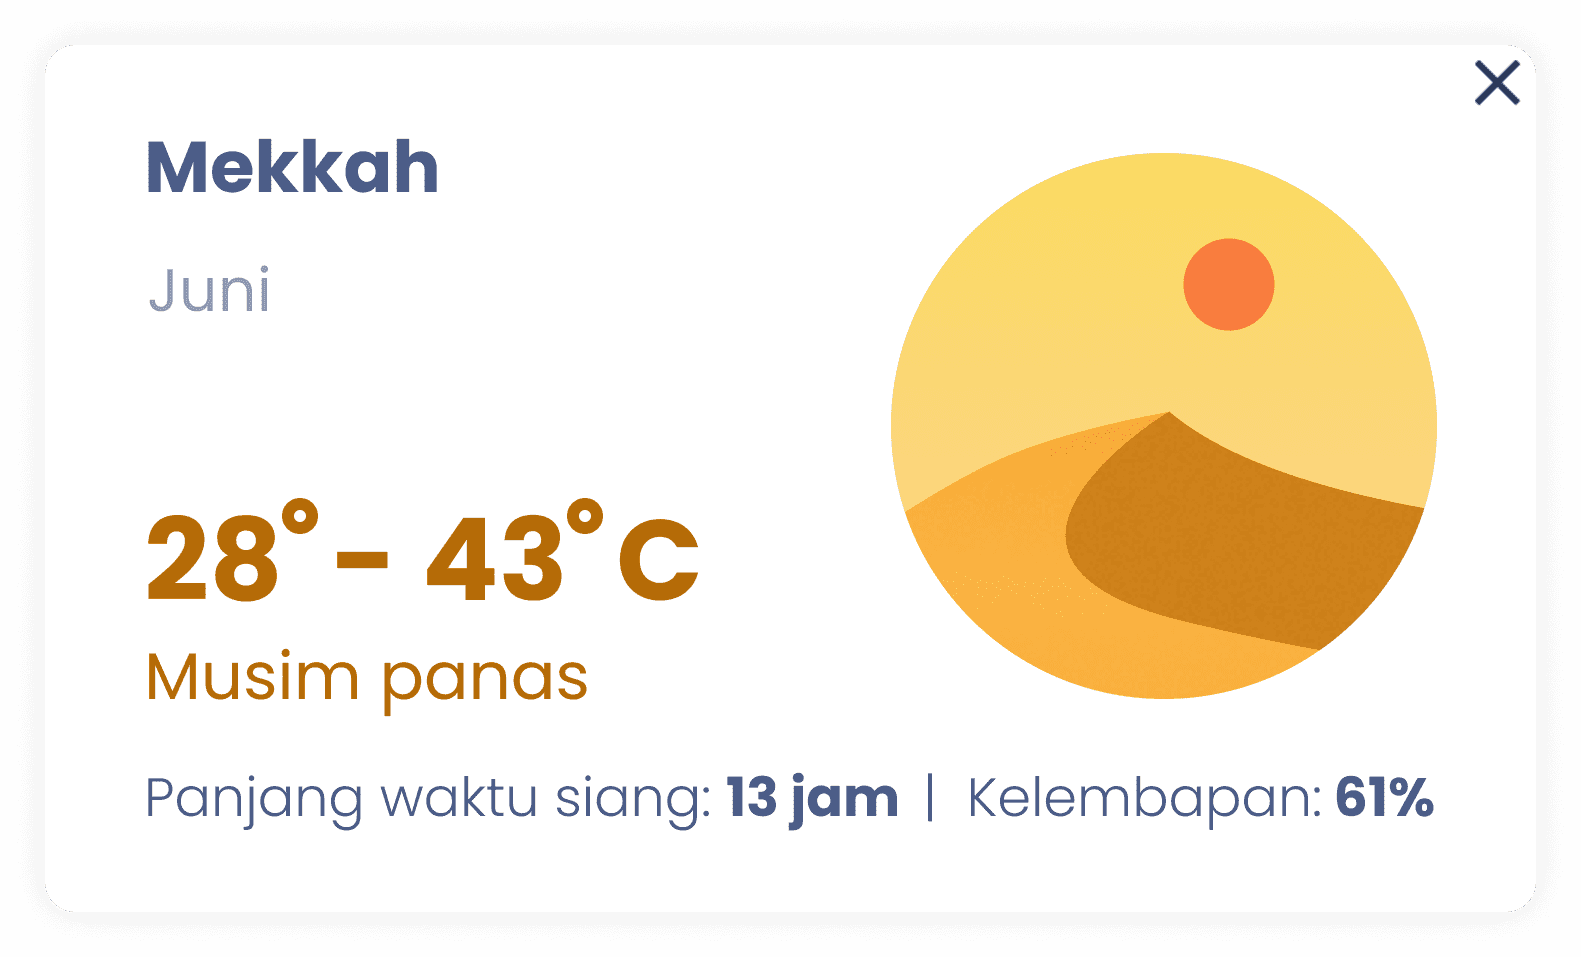 Mekkah
Juni
28° - 43°C
Musim panas
Panjang waktu siang: 13 jam | Kelembapan: 61%